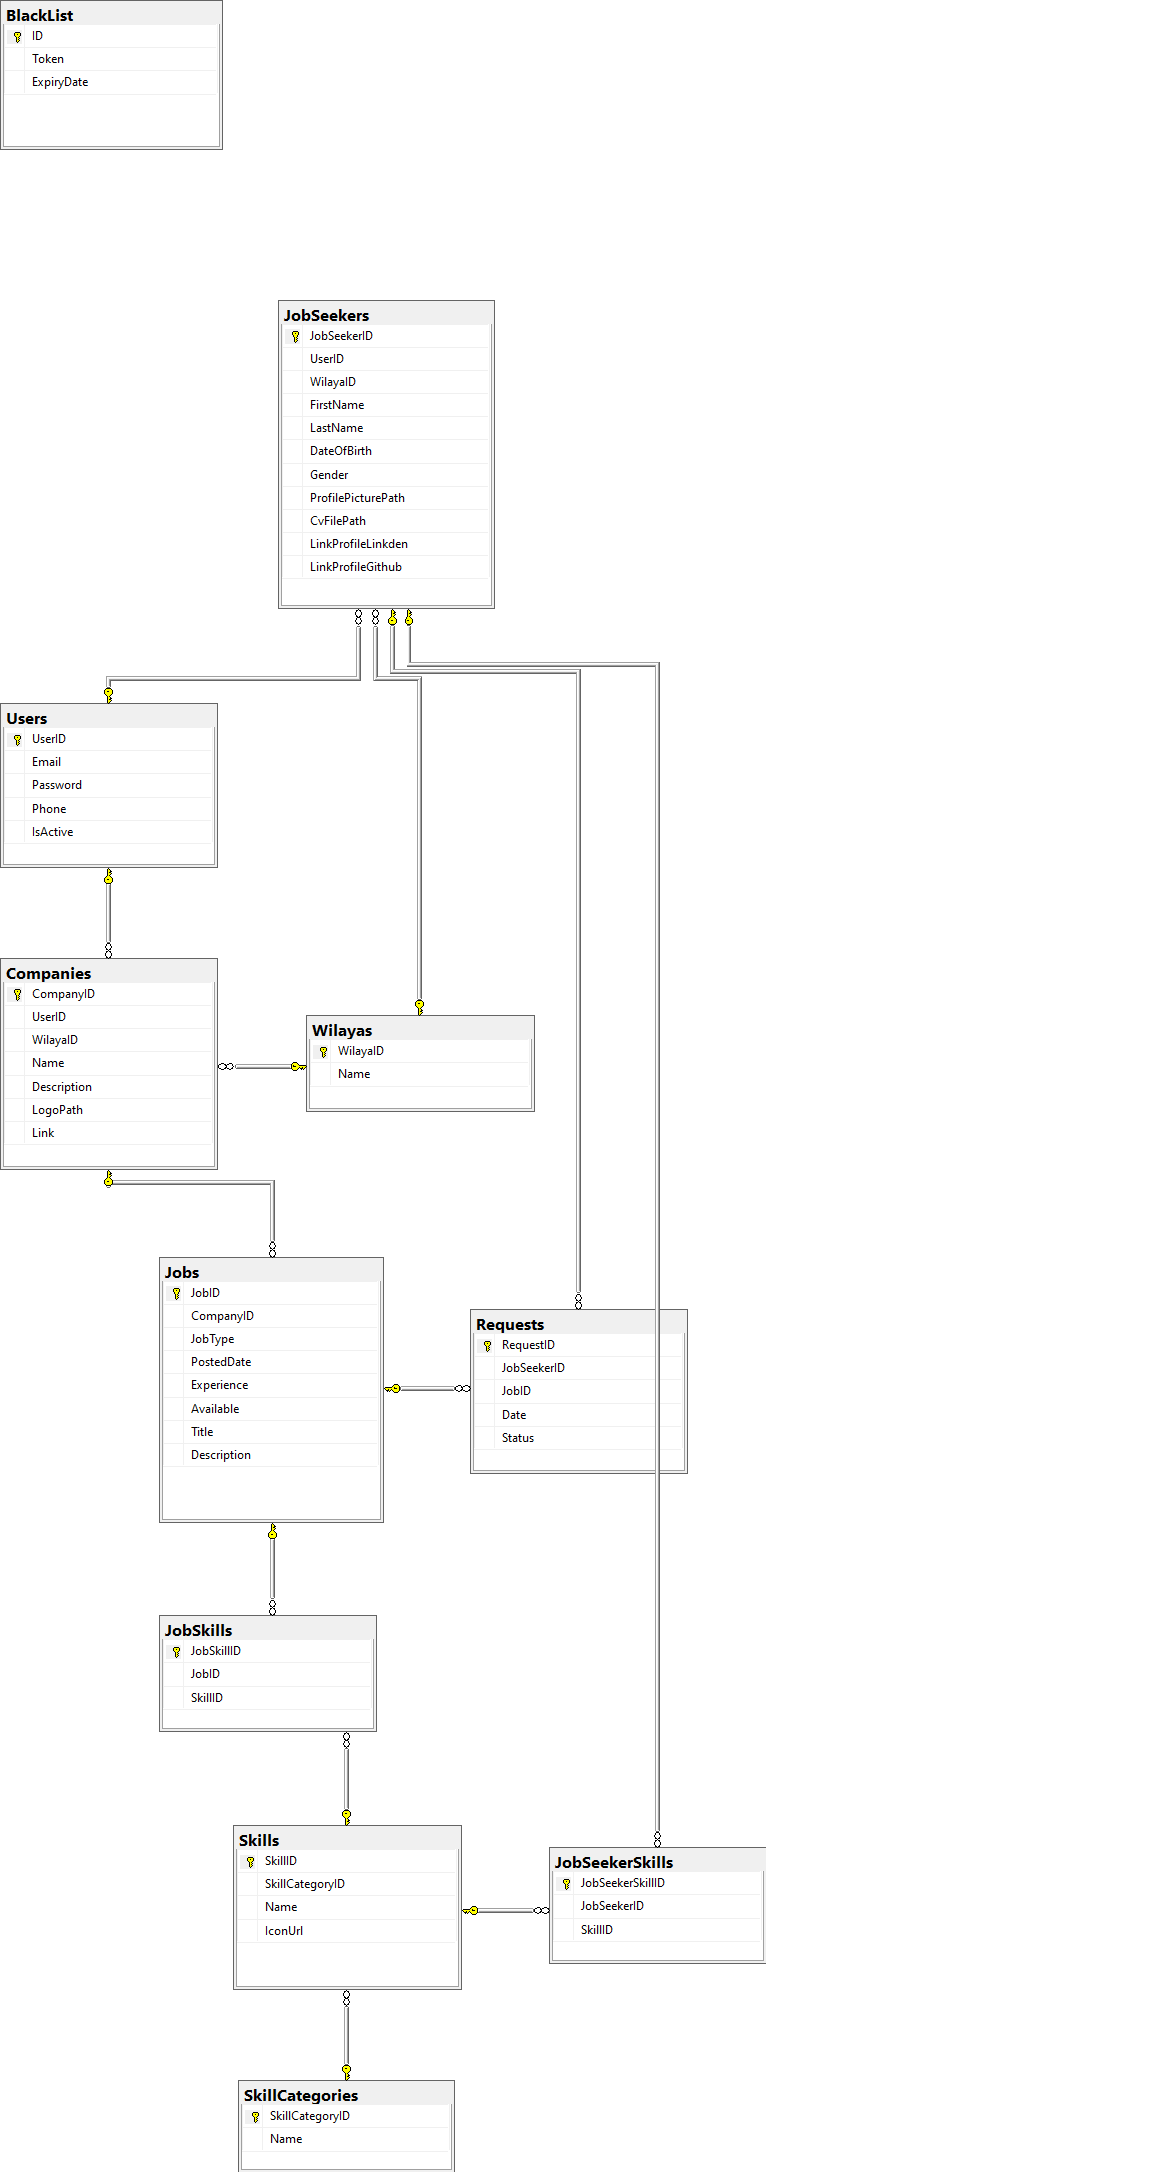 BlackList
ID
Token
ExpiryDate
JobSeekers
JobSeekerID
UserID
WilayaID
FirstName
LastName
DateOfBirth
Gender
ProfilePicturePath
CvFilePath
LinkProfileLinkden
LinkProfileGithub
Users
UserID
Email
Password
Phone
IsActive
Companies
CompanyID
UserID
WilayaID
Name
Description
LogoPath
Link
Wilayas
WilayaID
Name
Jobs
JobID
CompanyID
JobType
PostedDate
Experience
Available
Title
Description
Requests
RequestID
JobSeekerID
JobID
Date
Status
JobSkills
JobSkillID
JobID
SkillID
Skills
SkillID
SkillCategoryID
Name
IconUrl
JobSeekerSkills
JobSeekerSkillID
JobSeekerID
SkillID
SkillCategories
SkillCategoryID
Name